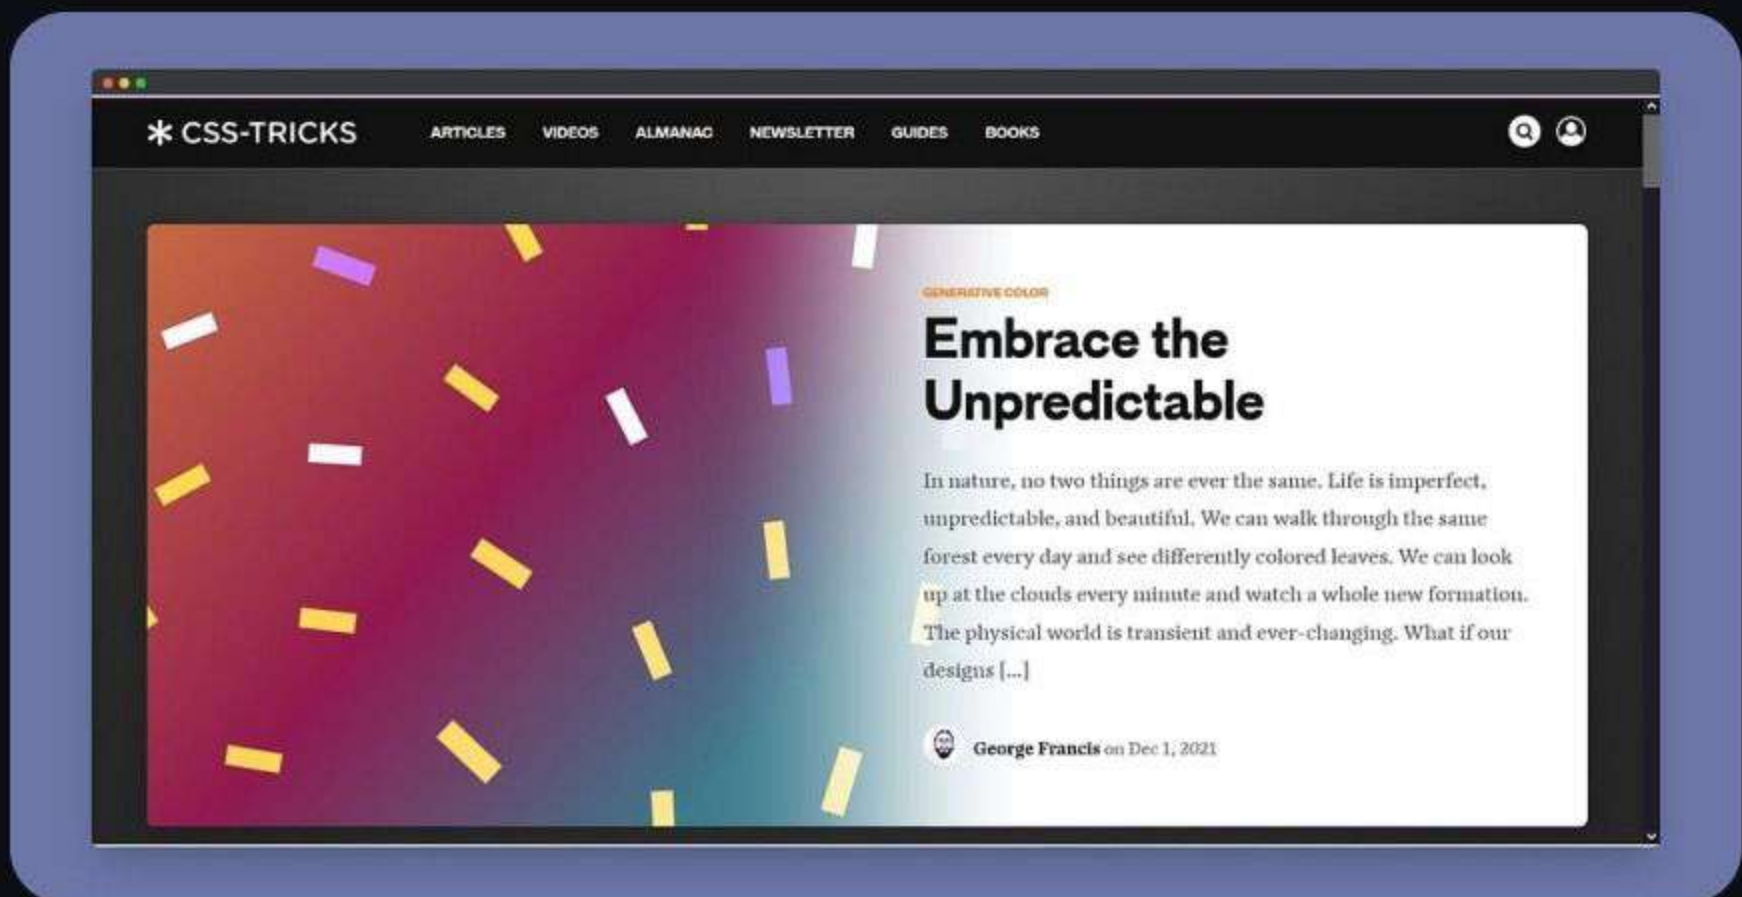 CSS-TRICKS ARTICLES VIDEOS ALMANAC NEWSLETTER GUIDES BOOKS
GENERATIVE COLOR
Embrace the
Unpredictable
In nature, no two things are ever the same. Life is imperfect,
unpredictable, and beautiful. We can walk through the same
forest every day and see differently colored leaves. We can look
up at the clouds every minute and watch a whole new formation.
The physical world is transient and ever-changing. What if our
designs [...]
George Francis on Dec 1, 2021